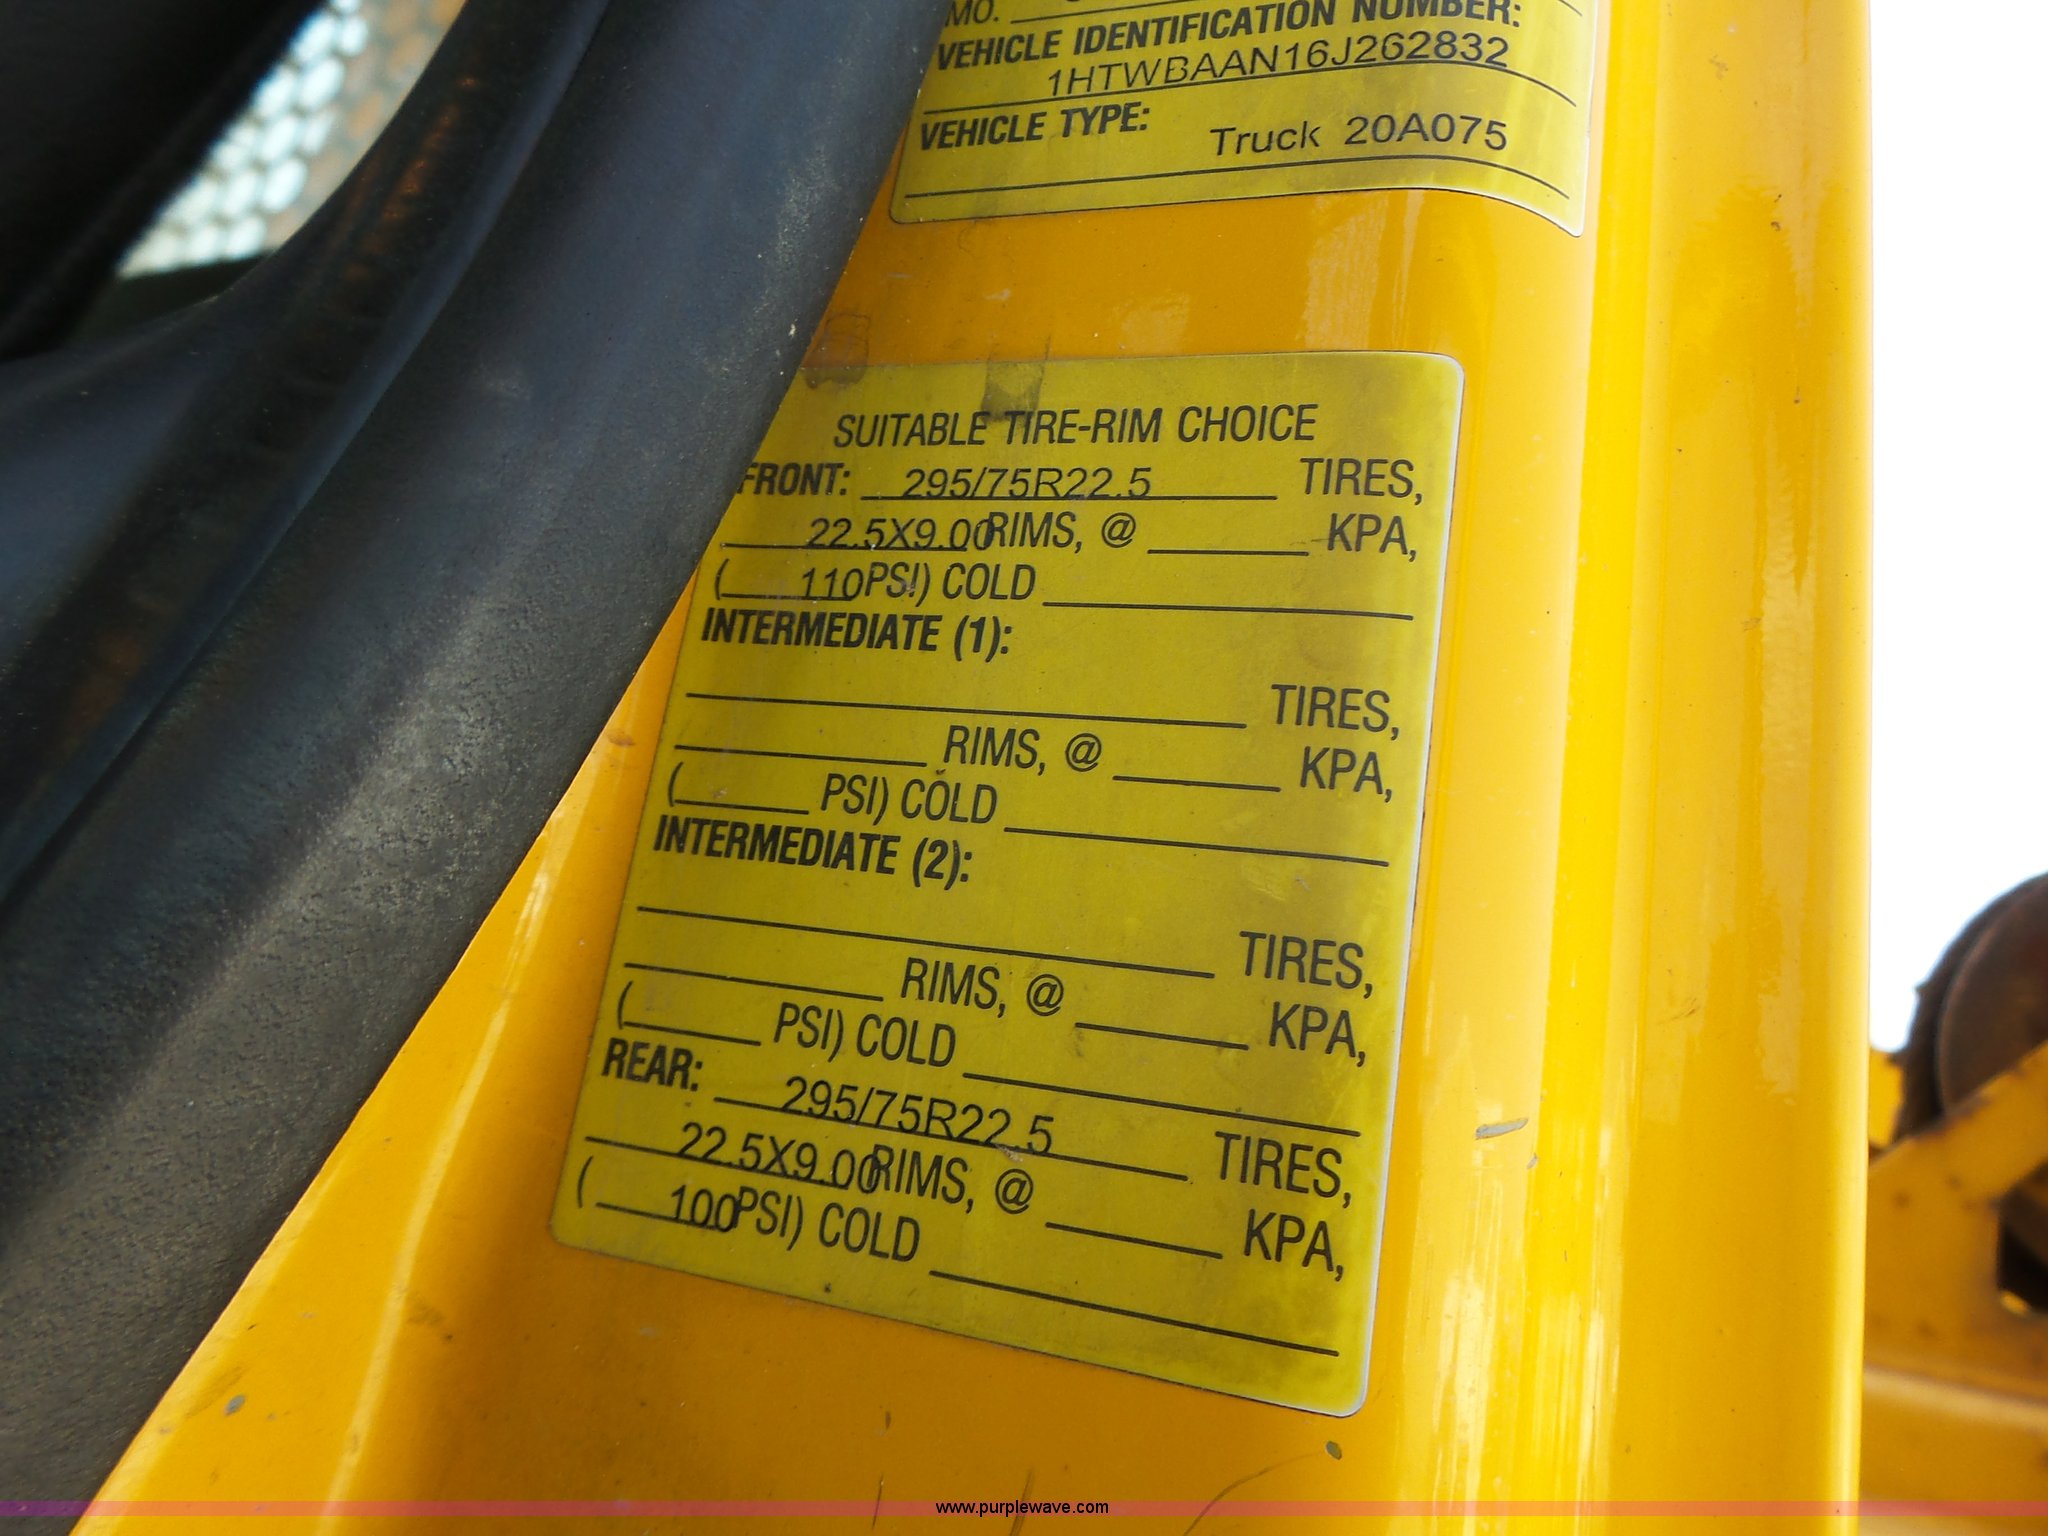 MO.
VEHICLE IDENTIFICATION NUMBER:
1HTWBAAN16J262832
VEHICLE TYPE: Truck 20A075
SUITABLE TIRE-RIM CHOICE
FRONT: 295/75R22.5 TIRES,
22.5X9.00 RIMS, @ KPA,
( 110 PSI) COLD
INTERMEDIATE (1):
TIRES,
RIMS, @ KPA,
( PSI) COLD
INTERMEDIATE (2):
TIRES,
RIMS, @ KPA,
( PSI) COLD
REAR: 295/75R22.5 TIRES,
22.5X9.00 RIMS, @ KPA,
( 100 PSI) COLD
www.purplewave.com